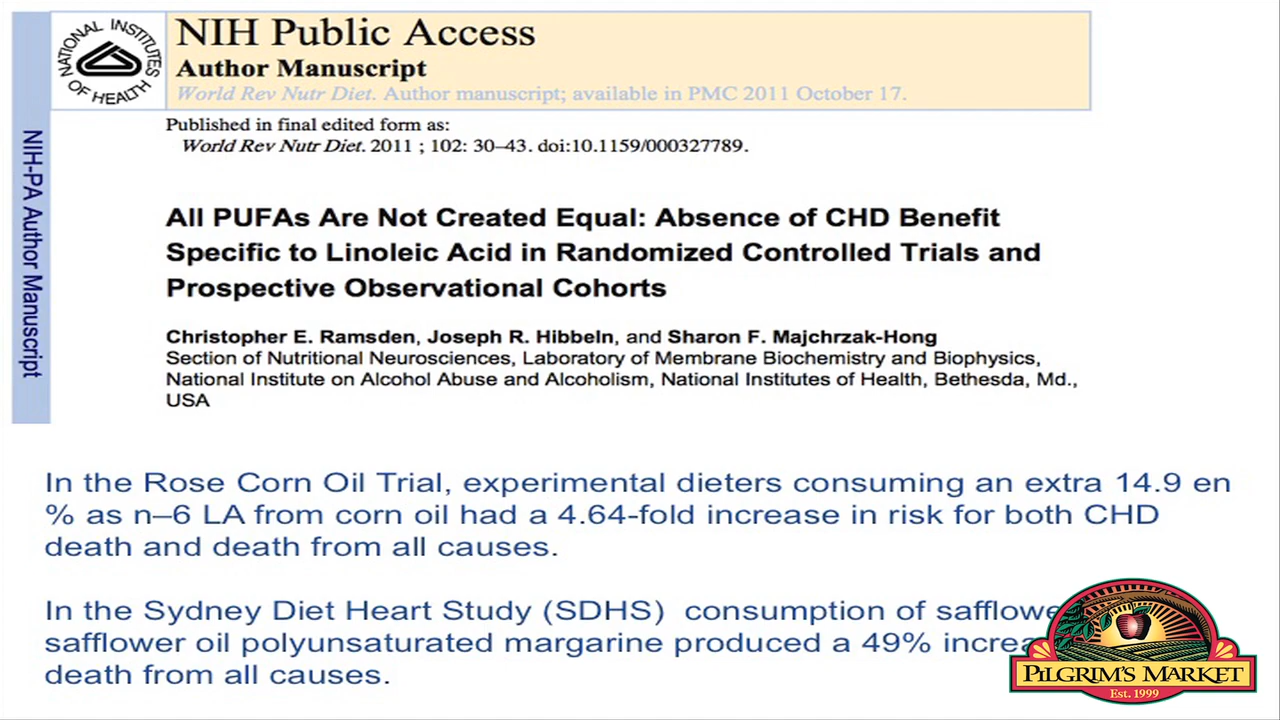 NATIONAL INSTITUTES OF HEALTH
NIH Public Access
Author Manuscript
World Rev Nutr Diet. Author manuscript; available in PMC 2011 October 17.
NIH-PA Author Manuscript
Published in final edited form as:
World Rev Nutr Diet. 2011 ; 102: 30–43. doi:10.1159/000327789.
All PUFAs Are Not Created Equal: Absence of CHD Benefit
Specific to Linoleic Acid in Randomized Controlled Trials and
Prospective Observational Cohorts
Christopher E. Ramsden, Joseph R. Hibbeln, and Sharon F. Majchrzak-Hong
Section of Nutritional Neurosciences, Laboratory of Membrane Biochemistry and Biophysics,
National Institute on Alcohol Abuse and Alcoholism, National Institutes of Health, Bethesda, Md.,
USA
In the Rose Corn Oil Trial, experimental dieters consuming an extra 14.9 en
% as n–6 LA from corn oil had a 4.64-fold increase in risk for both CHD
death and death from all causes.
In the Sydney Diet Heart Study (SDHS) consumption of
safflower oil polyunsaturated margarine produced a 49%
death from all causes.
PILGRIM'S MARKET
Est. 1999